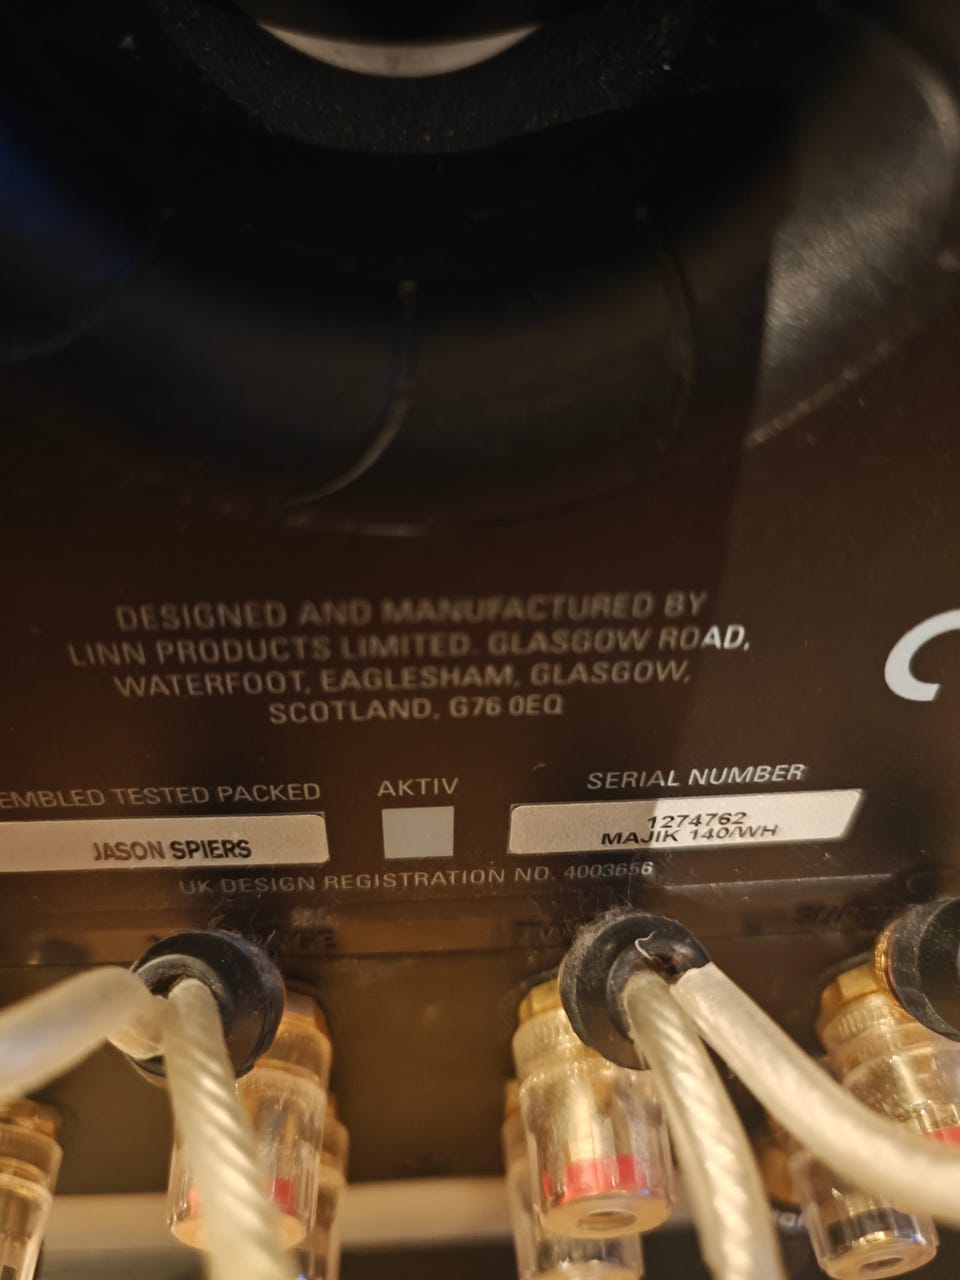 DESIGNED AND MANUFACTURED BY
LINN PRODUCTS LIMITED. GLASGOW ROAD,
WATERFOOT, EAGLESHAM, GLASGOW,
SCOTLAND, G76 0EQ
EMBLED TESTED PACKED
JASON SPIERS
AKTIV
SERIAL NUMBER
1274762
MAJIK 140/WH
UK DESIGN REGISTRATION NO. 4003656